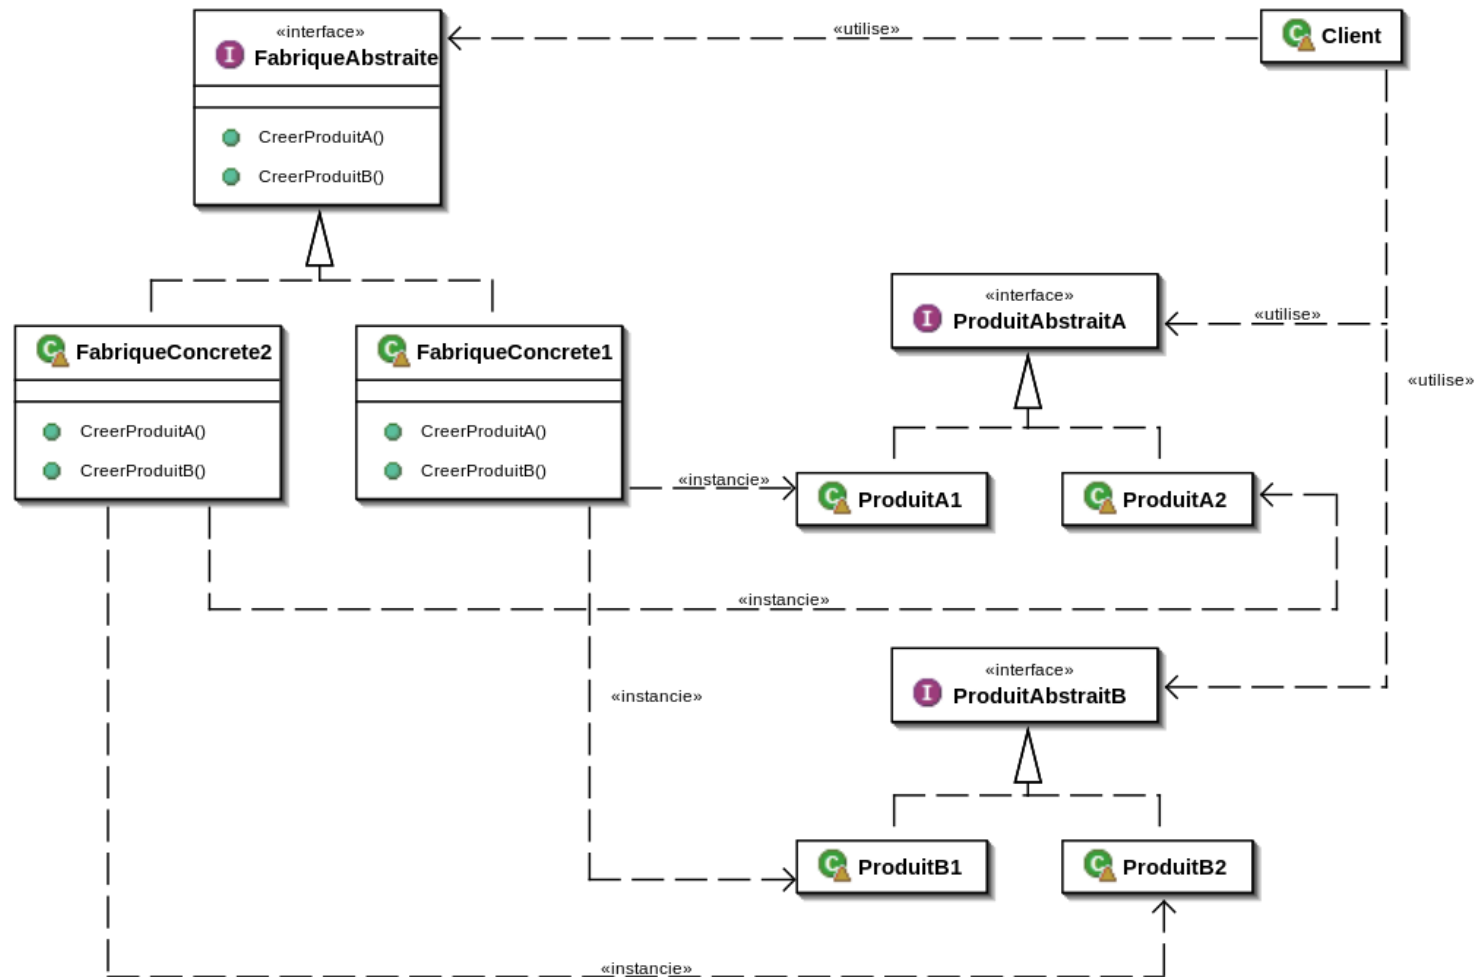 «interface»
I FabriqueAbstraite
CreerProduitA()
CreerProduitB()
«utilise»
C Client
C FabriqueConcrete2
CreerProduitA()
CreerProduitB()
C FabriqueConcrete1
CreerProduitA()
CreerProduitB()
«interface»
I ProduitAbstraitA
«utilise»
«utilise»
«instancie»
C ProduitA1
C ProduitA2
«instancie»
«interface»
I ProduitAbstraitB
«instancie»
C ProduitB1
C ProduitB2
«instancie»